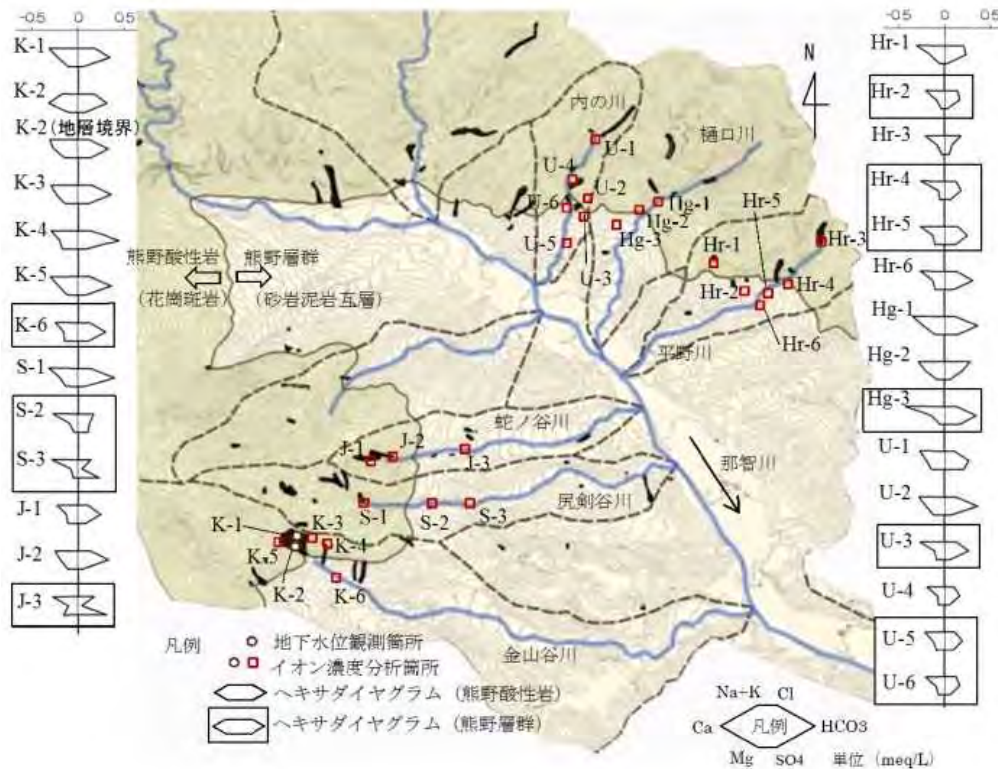 -0.5 0 0.5
K-1
K-2
K-2(地層境界)
K-3
K-4
K-5
K-6
S-1
S-2
S-3
J-1
J-2
J-3
内の川
樋口川
N
U-1
U-4
U-2
U-6
U-5
U-3
Hg-1
Hg-2
Hg-3
Hr-5
Hr-1
Hr-3
Hr-2
Hr-4
Hr-6
熊野酸性岩
(花崗斑岩)
熊野層群
(砂岩泥岩互層)
平野川
蛇ノ谷川
J-1
J-2
J-3
那智川
尻剣谷川
S-1
S-2
S-3
K-1
K-3
K-4
K-5
K-2
K-6
金山谷川
凡例
地下水位観測箇所
イオン濃度分析箇所
ヘキサダイヤグラム (熊野酸性岩)
ヘキサダイヤグラム (熊野層群)
Na+K Cl
Ca 凡例 HCO3
Mg SO4 単位 (meq/L)
-0.5 0 0.5
Hr-1
Hr-2
Hr-3
Hr-4
Hr-5
Hr-6
Hg-1
Hg-2
Hg-3
U-1
U-2
U-3
U-4
U-5
U-6